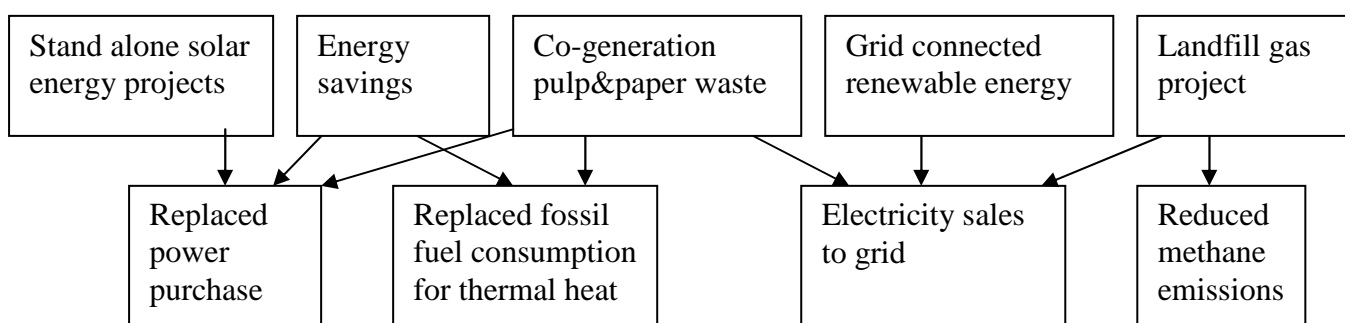 Stand alone solar
energy projects
Energy
savings
Co-generation
pulp&paper waste
Grid connected
renewable energy
Landfill gas
project
Replaced
power
purchase
Replaced fossil
fuel consumption
for thermal heat
Electricity sales
to grid
Reduced
methane
emissions